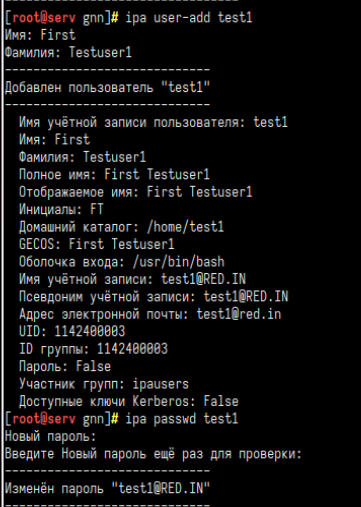 [root@serv gnn]# ipa user-add test1
Имя: First
Фамилия: Testuser1
-----------------------------
Добавлен пользователь "test1"
-----------------------------
Имя учётной записи пользователя: test1
Имя: First
Фамилия: Testuser1
Полное имя: First Testuser1
Отображаемое имя: First Testuser1
Инициалы: FT
Домашний каталог: /home/test1
GECOS: First Testuser1
Оболочка входа: /usr/bin/bash
Имя учётной записи: test1@RED.IN
Псевдоним учётной записи: test1@RED.IN
Адрес электронной почты: test1@red.in
UID: 1142400003
ID группы: 1142400003
Пароль: False
Участник групп: ipausers
Доступные ключи Kerberos: False
[root@serv gnn]# ipa passwd test1
Новый пароль:
Введите Новый пароль ещё раз для проверки:
-----------------------------
Изменён пароль "test1@RED.IN"
-----------------------------